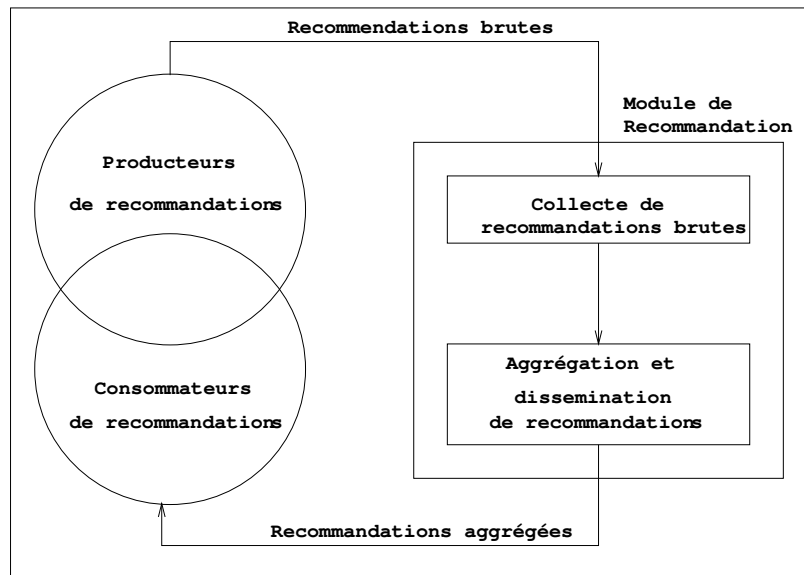 Recommendations brutes
Module de
Recommandation
Producteurs
de recommandations
Collecte de
recommandations brutes
Consommateurs
de recommandations
Aggrégation et
dissemination
de recommandations
Recommandations aggrégées